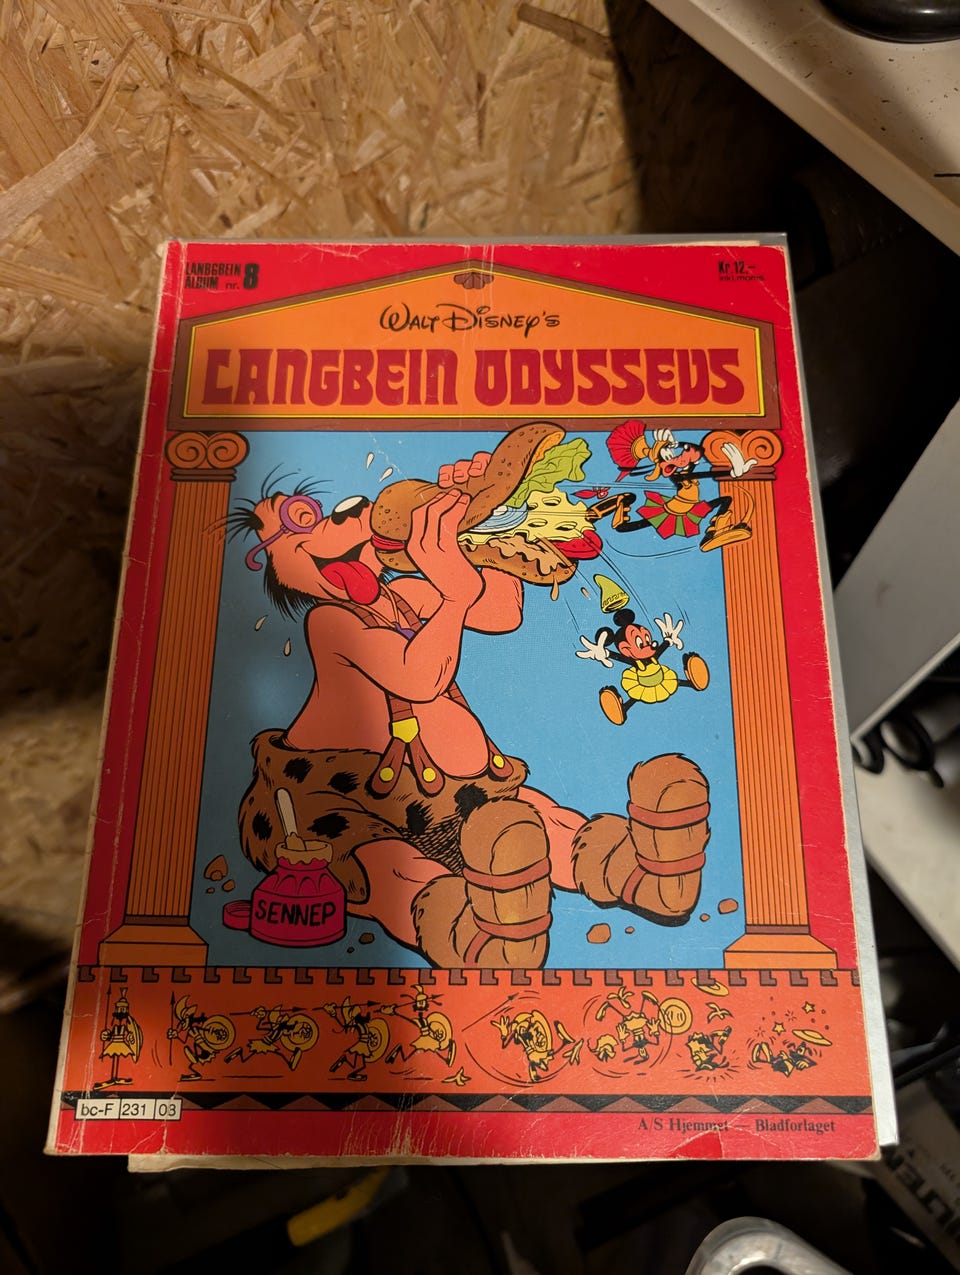 LANGBEIN
ALBUM nr. 8
Kr. 12,-
inkl. moms
WALT DISNEY'S
LANGBEIN ODYSSEUS
SENNEP
bc-F 231 03
A/S Hjemmet — Bladforlaget